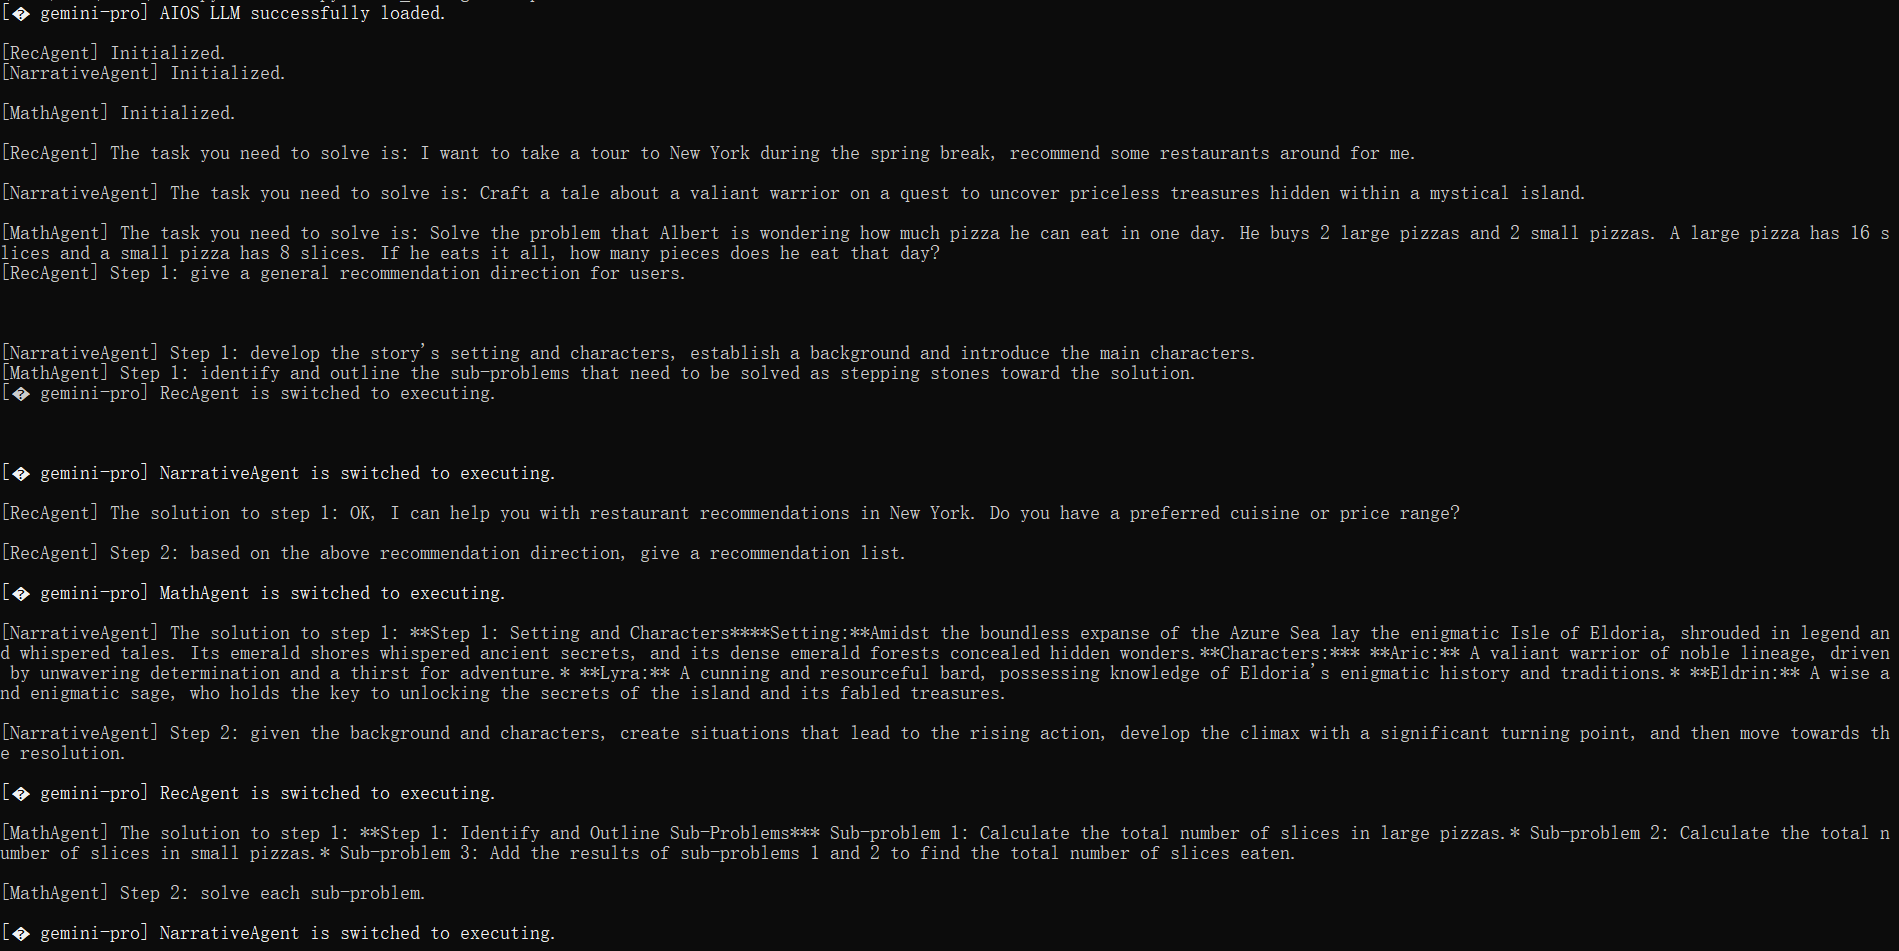 [� gemini-pro] AIOS LLM successfully loaded.
[RecAgent] Initialized.
[NarrativeAgent] Initialized.
[MathAgent] Initialized.
[RecAgent] The task you need to solve is: I want to take a tour to New York during the spring break, recommend some restaurants around for me.
[NarrativeAgent] The task you need to solve is: Craft a tale about a valiant warrior on a quest to uncover priceless treasures hidden within a mystical island.
[MathAgent] The task you need to solve is: Solve the problem that Albert is wondering how much pizza he can eat in one day. He buys 2 large pizzas and 2 small pizzas. A large pizza has 16 s
lices and a small pizza has 8 slices. If he eats it all, how many pieces does he eat that day?
[RecAgent] Step 1: give a general recommendation direction for users.
[NarrativeAgent] Step 1: develop the story's setting and characters, establish a background and introduce the main characters.
[MathAgent] Step 1: identify and outline the sub-problems that need to be solved as stepping stones toward the solution.
[� gemini-pro] RecAgent is switched to executing.
[� gemini-pro] NarrativeAgent is switched to executing.
[RecAgent] The solution to step 1: OK, I can help you with restaurant recommendations in New York. Do you have a preferred cuisine or price range?
[RecAgent] Step 2: based on the above recommendation direction, give a recommendation list.
[� gemini-pro] MathAgent is switched to executing.
[NarrativeAgent] The solution to step 1: **Step 1: Setting and Characters****Setting:**Amidst the boundless expanse of the Azure Sea lay the enigmatic Isle of Eldoria, shrouded in legend an
d whispered tales. Its emerald shores whispered ancient secrets, and its dense emerald forests concealed hidden wonders.**Characters:*** **Aric:** A valiant warrior of noble lineage, driven
 by unwavering determination and a thirst for adventure.* **Lyra:** A cunning and resourceful bard, possessing knowledge of Eldoria's enigmatic history and traditions.* **Eldrin:** A wise a
nd enigmatic sage, who holds the key to unlocking the secrets of the island and its fabled treasures.
[NarrativeAgent] Step 2: given the background and characters, create situations that lead to the rising action, develop the climax with a significant turning point, and then move towards th
e resolution.
[� gemini-pro] RecAgent is switched to executing.
[MathAgent] The solution to step 1: **Step 1: Identify and Outline Sub-Problems*** Sub-problem 1: Calculate the total number of slices in large pizzas.* Sub-problem 2: Calculate the total n
umber of slices in small pizzas.* Sub-problem 3: Add the results of sub-problems 1 and 2 to find the total number of slices eaten.
[MathAgent] Step 2: solve each sub-problem.
[� gemini-pro] NarrativeAgent is switched to executing.